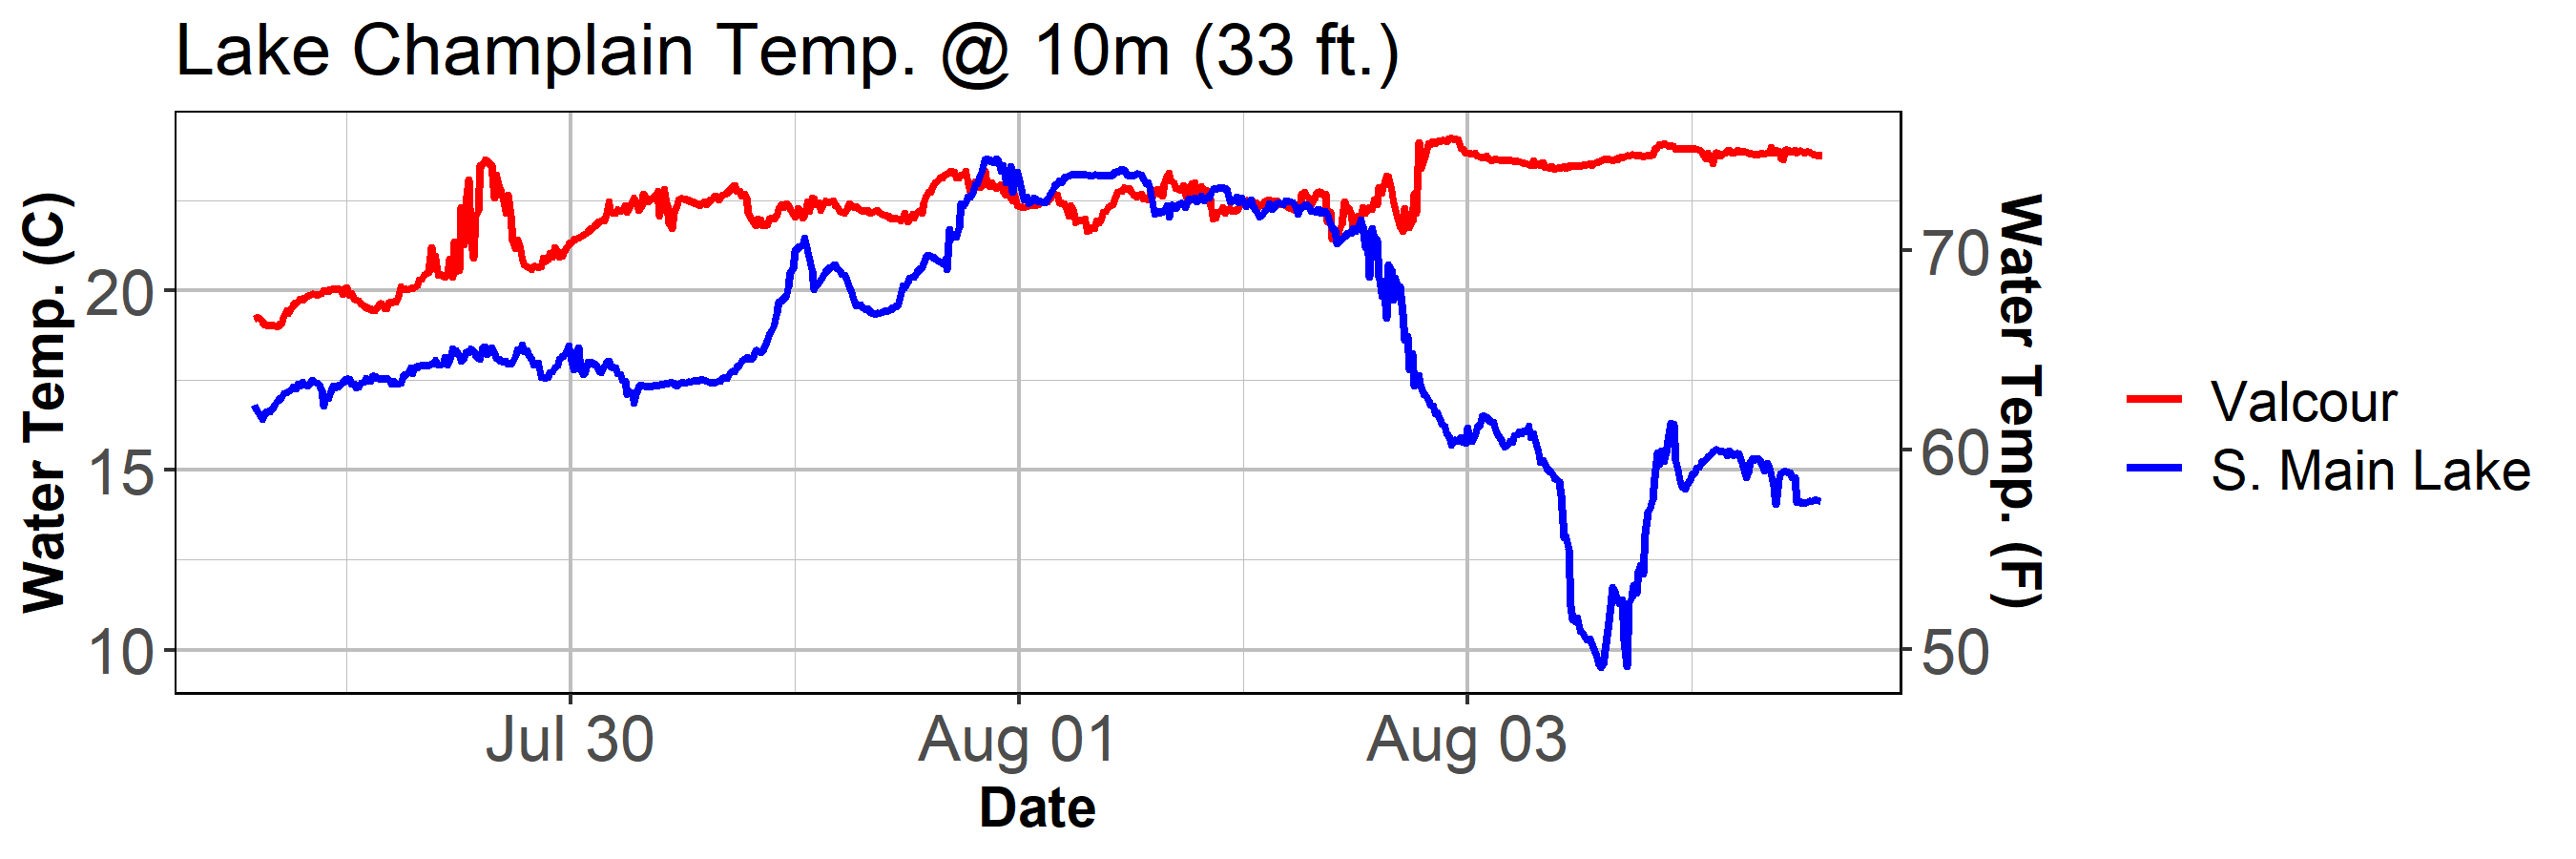 Lake Champlain Temp. @ 10m (33 ft.)
Water Temp. (C)
20
15
10
70
60
50
Water Temp. (F)
Jul 30
Aug 01
Aug 03
Date
Valcour
S. Main Lake